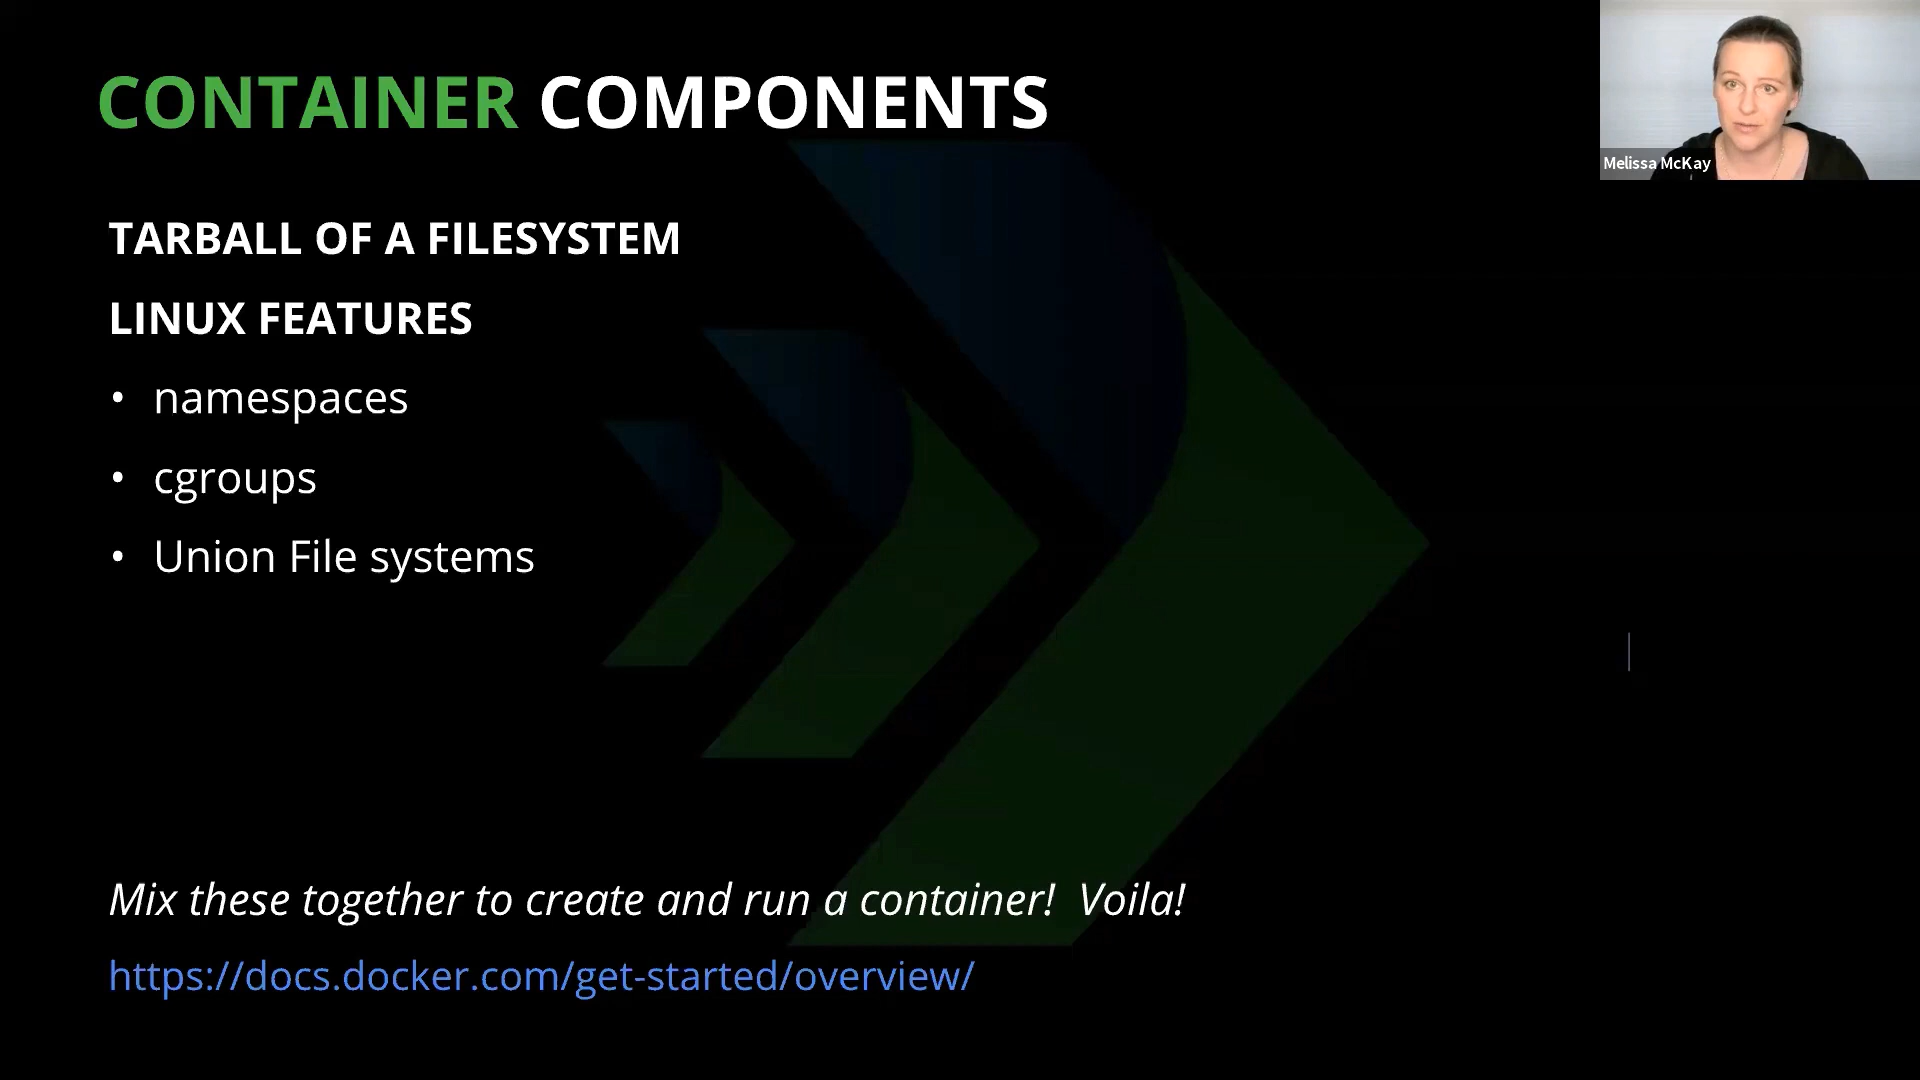 CONTAINER COMPONENTS
Melissa McKay
TARBALL OF A FILESYSTEM
LINUX FEATURES
• namespaces
• cgroups
• Union File systems
Mix these together to create and run a container!  Voila!
https://docs.docker.com/get-started/overview/